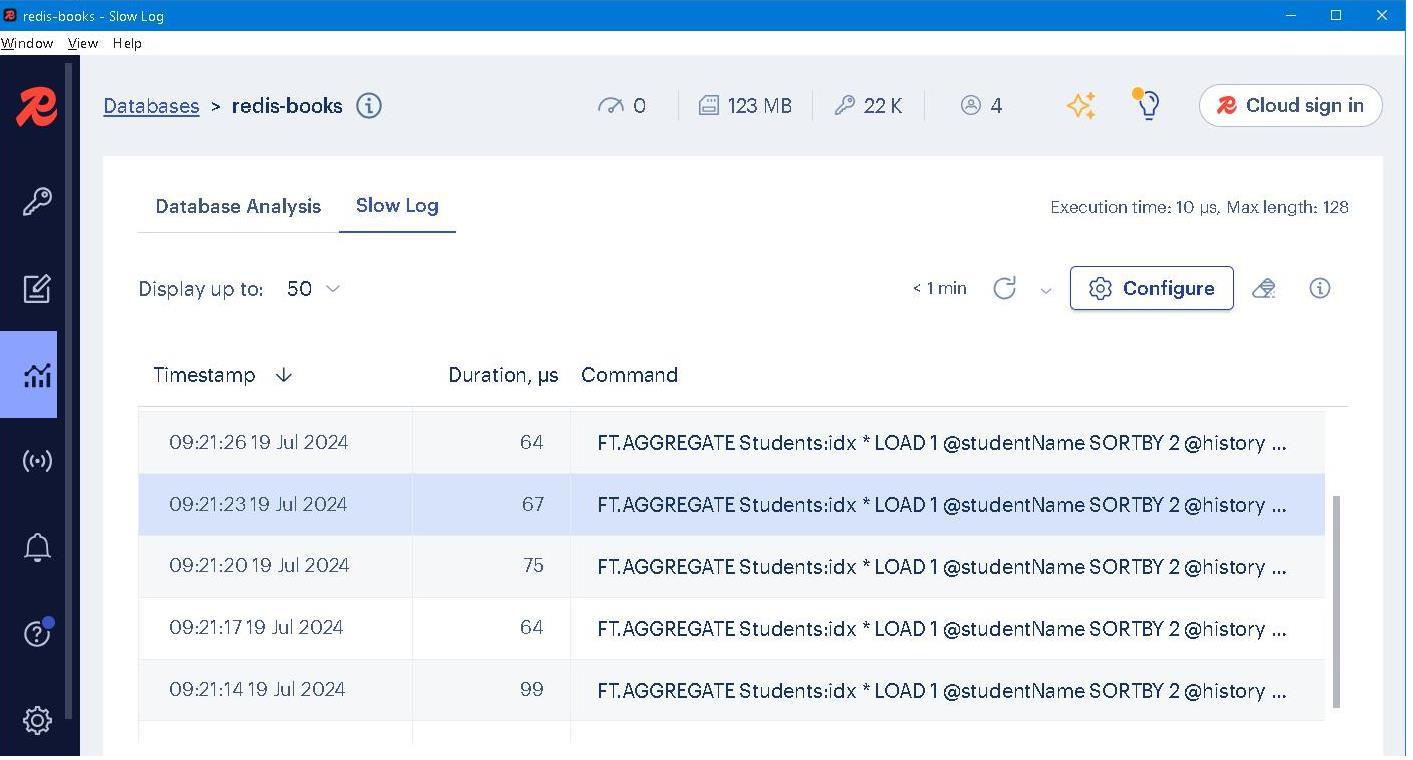 redis-books - Slow Log
Window View Help
Databases > redis-books 0 123 MB 22 K 4 Cloud sign in
Database Analysis Slow Log Execution time: 10 µs, Max length: 128
Display up to: 50 < 1 min Configure
Timestamp Duration, µs Command
09:21:26 19 Jul 2024 64 FT.AGGREGATE Students:idx * LOAD 1 @studentName SORTBY 2 @history ...
09:21:23 19 Jul 2024 67 FT.AGGREGATE Students:idx * LOAD 1 @studentName SORTBY 2 @history ...
09:21:20 19 Jul 2024 75 FT.AGGREGATE Students:idx * LOAD 1 @studentName SORTBY 2 @history ...
09:21:17 19 Jul 2024 64 FT.AGGREGATE Students:idx * LOAD 1 @studentName SORTBY 2 @history ...
09:21:14 19 Jul 2024 99 FT.AGGREGATE Students:idx * LOAD 1 @studentName SORTBY 2 @history ...